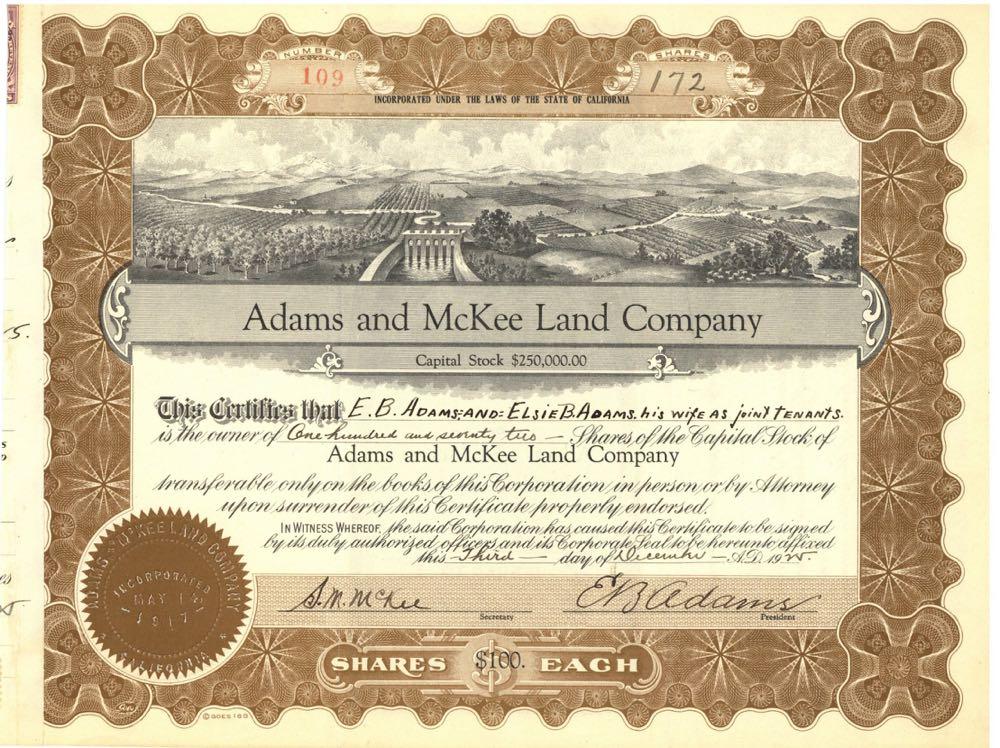 NUMBER
109
SHARES
172
INCORPORATED UNDER THE LAWS OF THE STATE OF CALIFORNIA
Adams and McKee Land Company
Capital Stock $250,000.00
This Certifies that E. B. ADAMS=AND=ELSIE B. ADAMS. his wife as joint TENANTS.
is the owner of One hundred and seventy two — Shares of the Capital Stock of
Adams and McKee Land Company
transferable only on the books of this Corporation in person or by Attorney
upon surrender of this Certificate properly endorsed.
IN WITNESS WHEREOF, the said Corporation has caused this Certificate to be signed
by its duly authorized officers and its Corporate Seal to be hereunto affixed
this Third — day of December — A.D. 19
S. M. McKee
Secretary
E B Adams
President
ADAMS & MCKEE LAND COMPANY
INCORPORATED
MAY
1917
CALIFORNIA
SHARES $100. EACH
©GOES 169